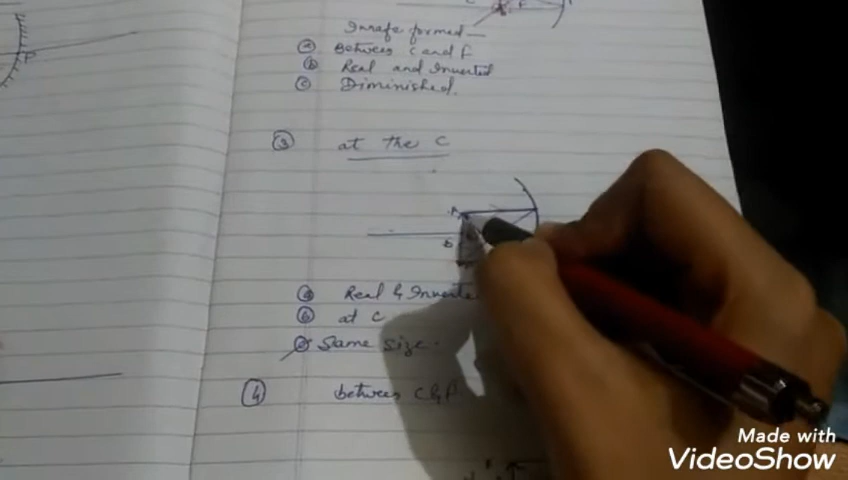 P
C F
Image formed —
ⓐ Between C and F
ⓑ Real and Inverted
ⓒ Diminished.
③ at the C
A
B
ⓐ Real & Inverted
ⓑ at C
ⓒ Same size.
④ between C & F
Made with
VideoShow